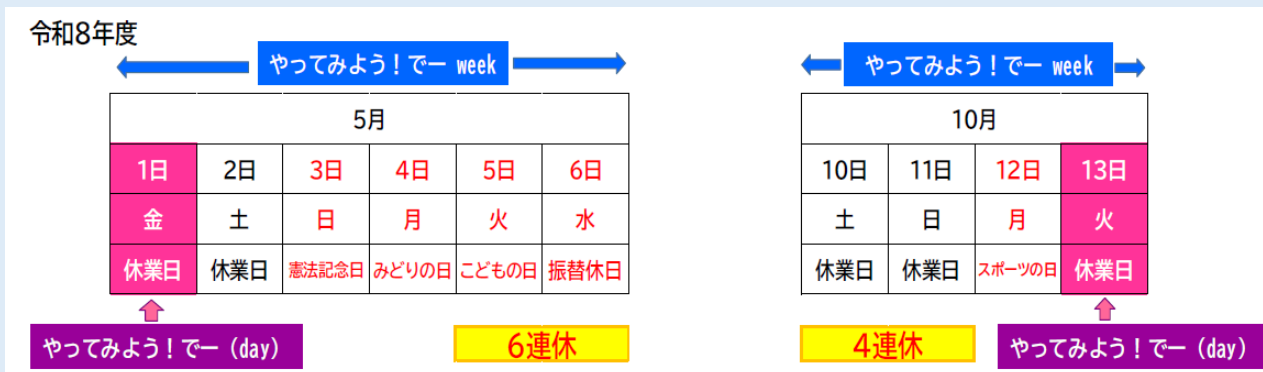 令和8年度
やってみよう！でー week
5月
1日 2日 3日 4日 5日 6日
金 土 日 月 火 水
休業日 休業日 憲法記念日 みどりの日 こどもの日 振替休日
やってみよう！でー（day）
6連休
やってみよう！でー week
10月
10日 11日 12日 13日
土 日 月 火
休業日 休業日 スポーツの日 休業日
4連休
やってみよう！でー（day）